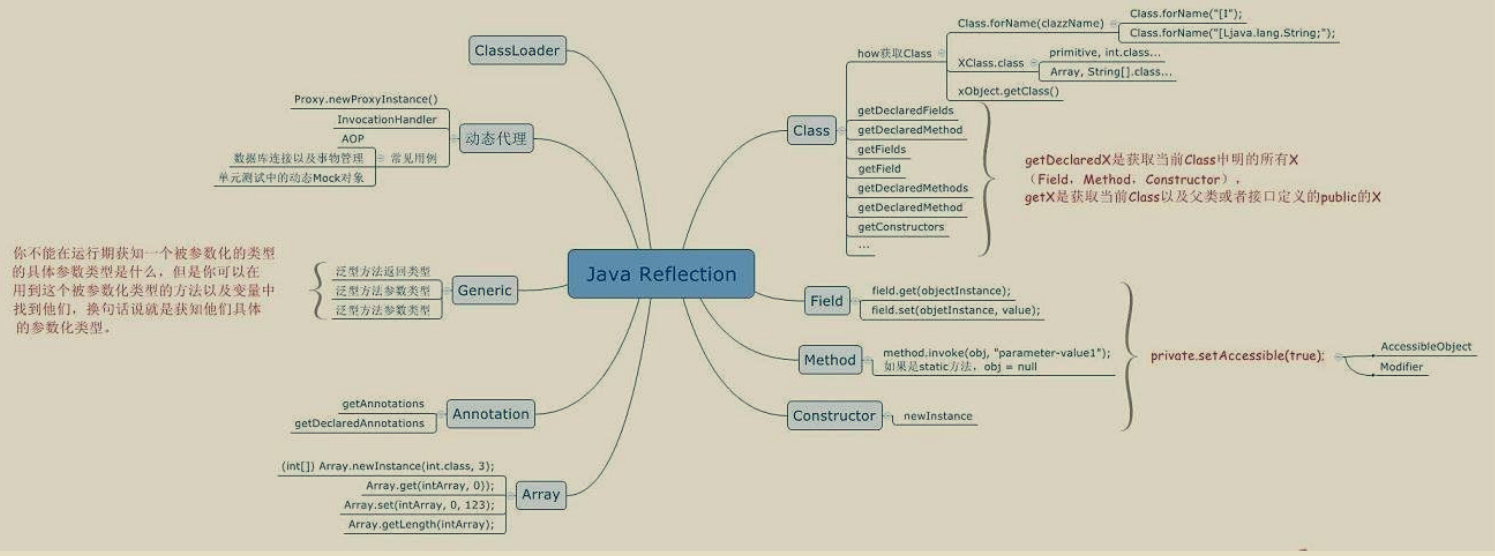 Java Reflection
ClassLoader
动态代理
Proxy.newProxyInstance()
InvocationHandler
AOP
常见用例
数据库连接以及事物管理
单元测试中的动态Mock对象
Generic
泛型方法返回类型
泛型方法参数类型
泛型方法参数类型
你不能在运行期获知一个被参数化的类型
的具体参数类型是什么，但是你可以在
用到这个被参数化类型的方法以及变量中
找到他们，换句话说就是获知他们具体
的参数化类型。
Annotation
getAnnotations
getDeclaredAnnotations
Array
(int[]) Array.newInstance(int.class, 3);
Array.get(intArray, 0));
Array.set(intArray, 0, 123);
Array.getLength(intArray);
Class
how获取Class
Class.forName(clazzName)
Class.forName("[I");
Class.forName("[Ljava.lang.String;");
XClass.class
primitive, int.class...
Array, String[].class...
xObject.getClass()
getDeclaredFields
getDeclaredMethod
getFields
getField
getDeclaredMethods
getDeclaredMethod
getConstructors
...
getDeclaredX是获取当前Class申明的所有X
（Field，Method，Constructor），
getX是获取当前Class以及父类或者接口定义的public的X
Field
field.get(objectInstance);
field.set(objetInstance, value);
Method
method.invoke(obj, "parameter-value1");
如果是static方法，obj = null
Constructor
newInstance
private.setAccessible(true);
AccessibleObject
Modifier